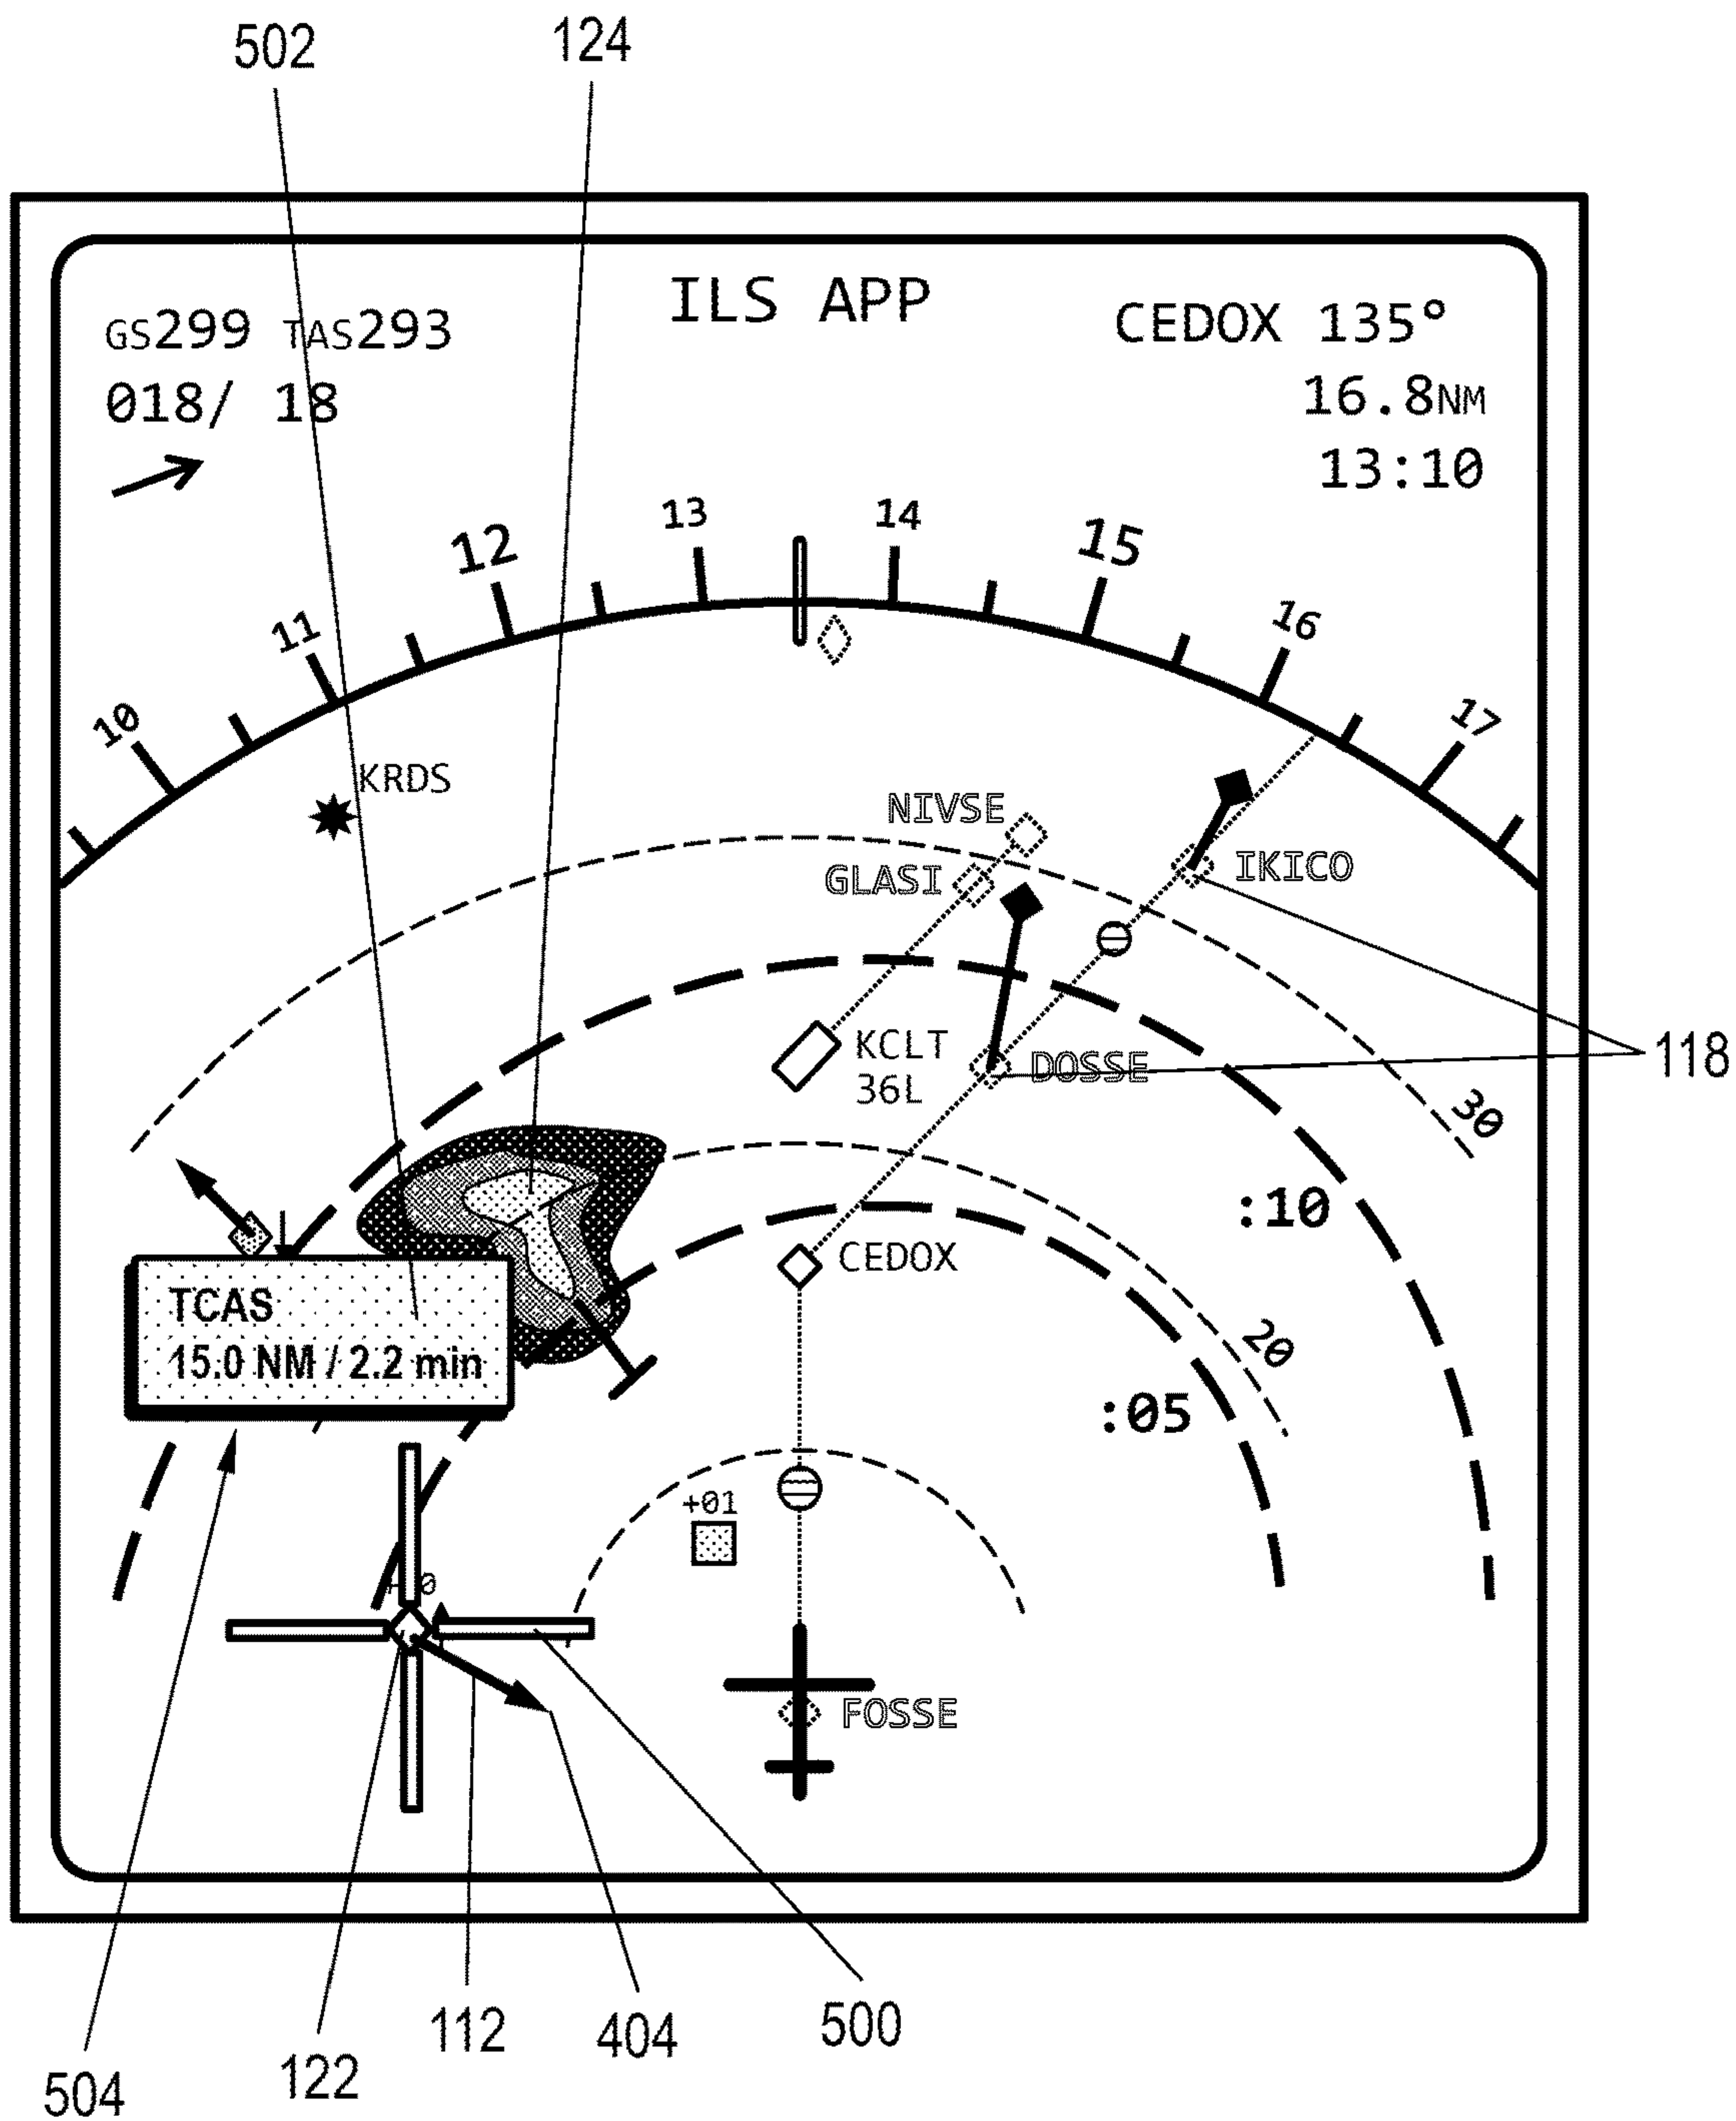 502
124
ILS APP
GS299 TAS293
CEDOX 135°
018/ 18
16.8NM
13:10
10
11
12
13
14
15
16
17
KRDS
NIVSE
GLASI
IKICO
KCLT
36L
DOSSE
118
30
:10
CEDOX
TCAS
15.0 NM / 2.2 min
20
:05
+01
FOSSE
504
122
112
404
500